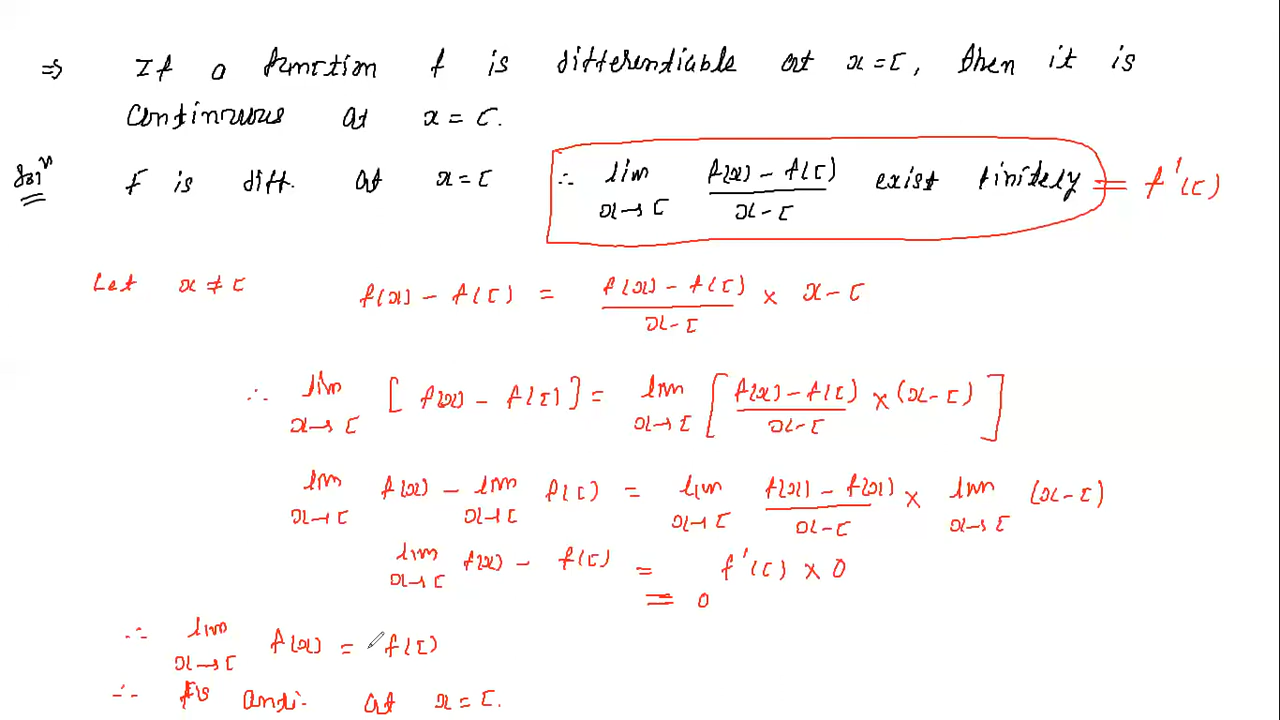 ⇒ If a function f is differentiable at x = c, then it is
continuous at x = c.
Solⁿ f is diff. at x = c ∴ lim x→c (f(x) − f(c))/(x − c) exist finitely = f'(c)
Let x ≠ c f(x) − f(c) = (f(x) − f(c))/(x − c) × x − c
∴ lim x→c [f(x) − f(c)] = lim x→c [(f(x) − f(c))/(x − c) × (x − c)]
lim x→c f(x) − lim x→c f(c) = lim x→c (f(x) − f(x))/(x − c) × lim x→c (x − c)
lim x→c f(x) − f(c) = f'(c) × 0
= 0
∴ lim x→c f(x) = f(c)
∴ f is conti. at x = c.